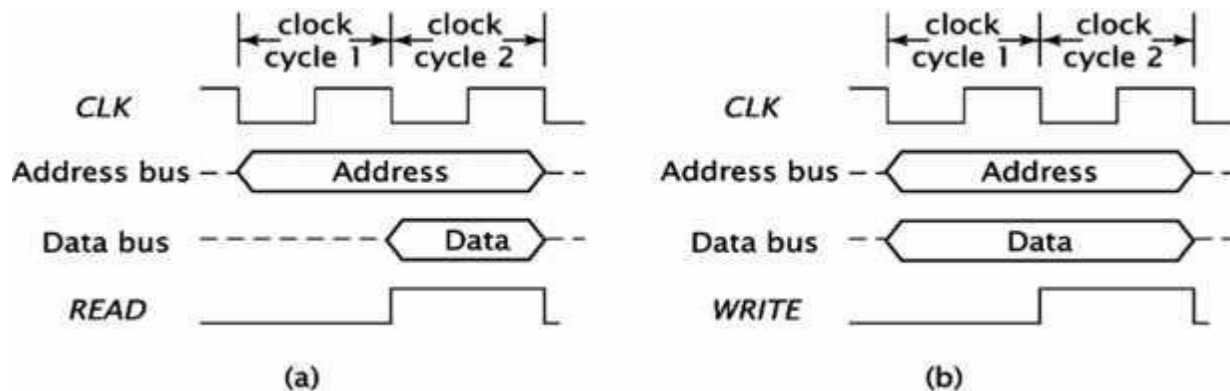 clock clock clock clock
cycle 1 cycle 2 cycle 1 cycle 2
CLK CLK
Address bus Address Address bus Address
Data bus Data Data bus Data
READ WRITE
(a) (b)